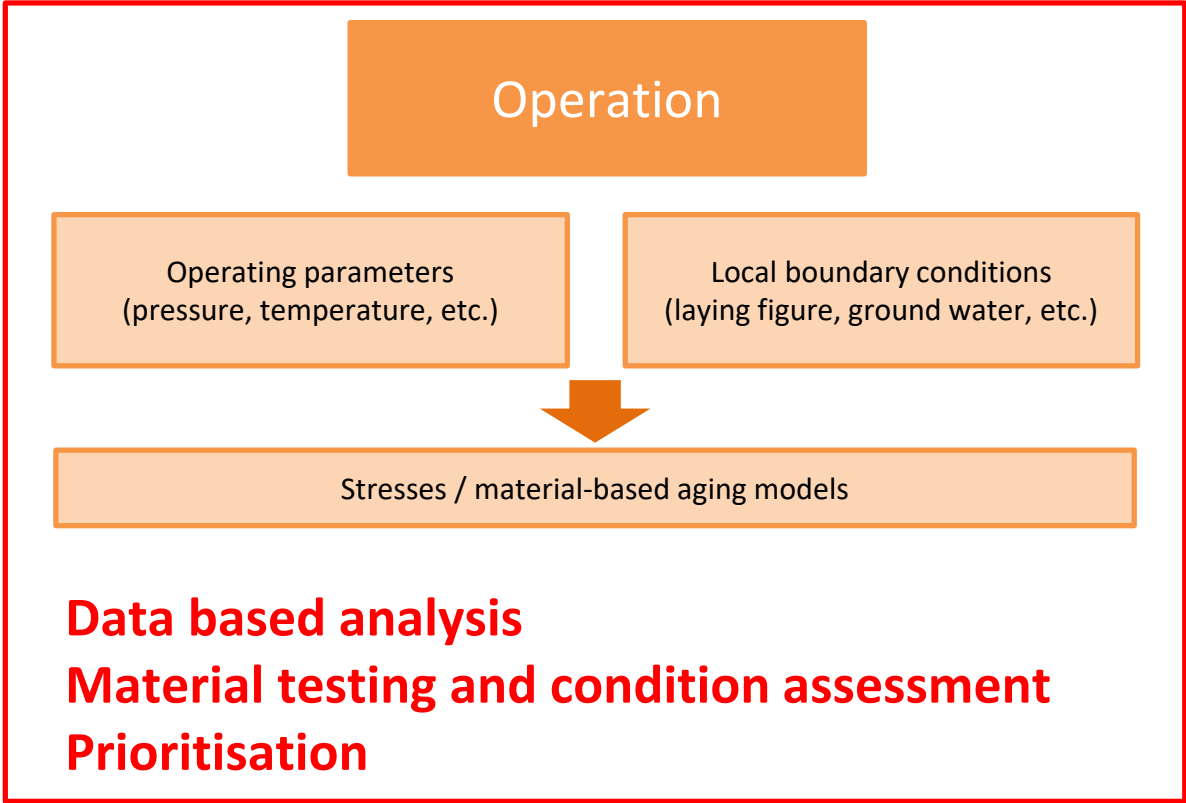 Operation
Operating parameters
(pressure, temperature, etc.)
Local boundary conditions
(laying figure, ground water, etc.)
Stresses / material-based aging models
Data based analysis
Material testing and condition assessment
Prioritisation